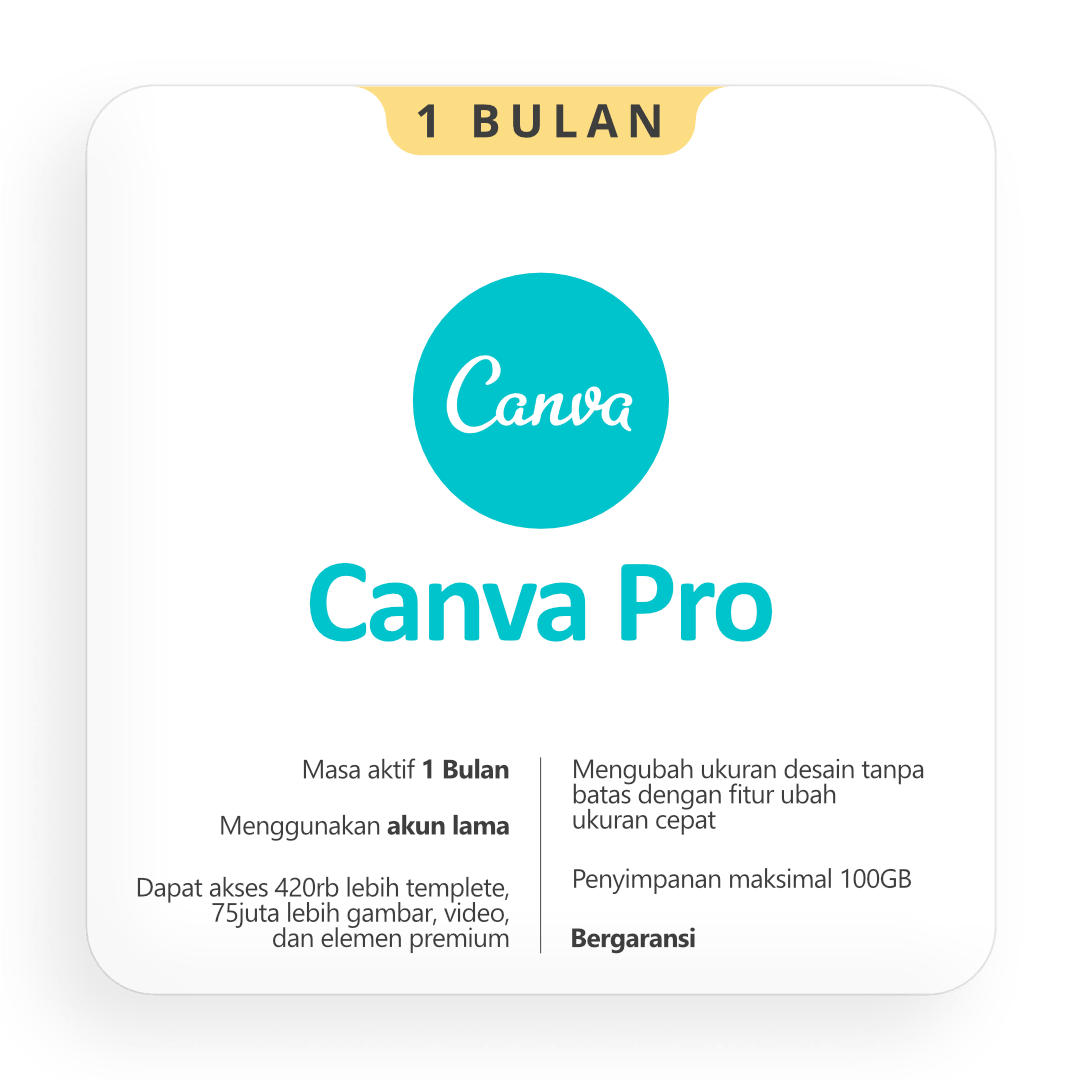 1 BULAN
Canva
Canva Pro
Masa aktif 1 Bulan
Menggunakan akun lama
Dapat akses 420rb lebih templete,
75juta lebih gambar, video,
dan elemen premium
Mengubah ukuran desain tanpa
batas dengan fitur ubah
ukuran cepat
Penyimpanan maksimal 100GB
Bergaransi